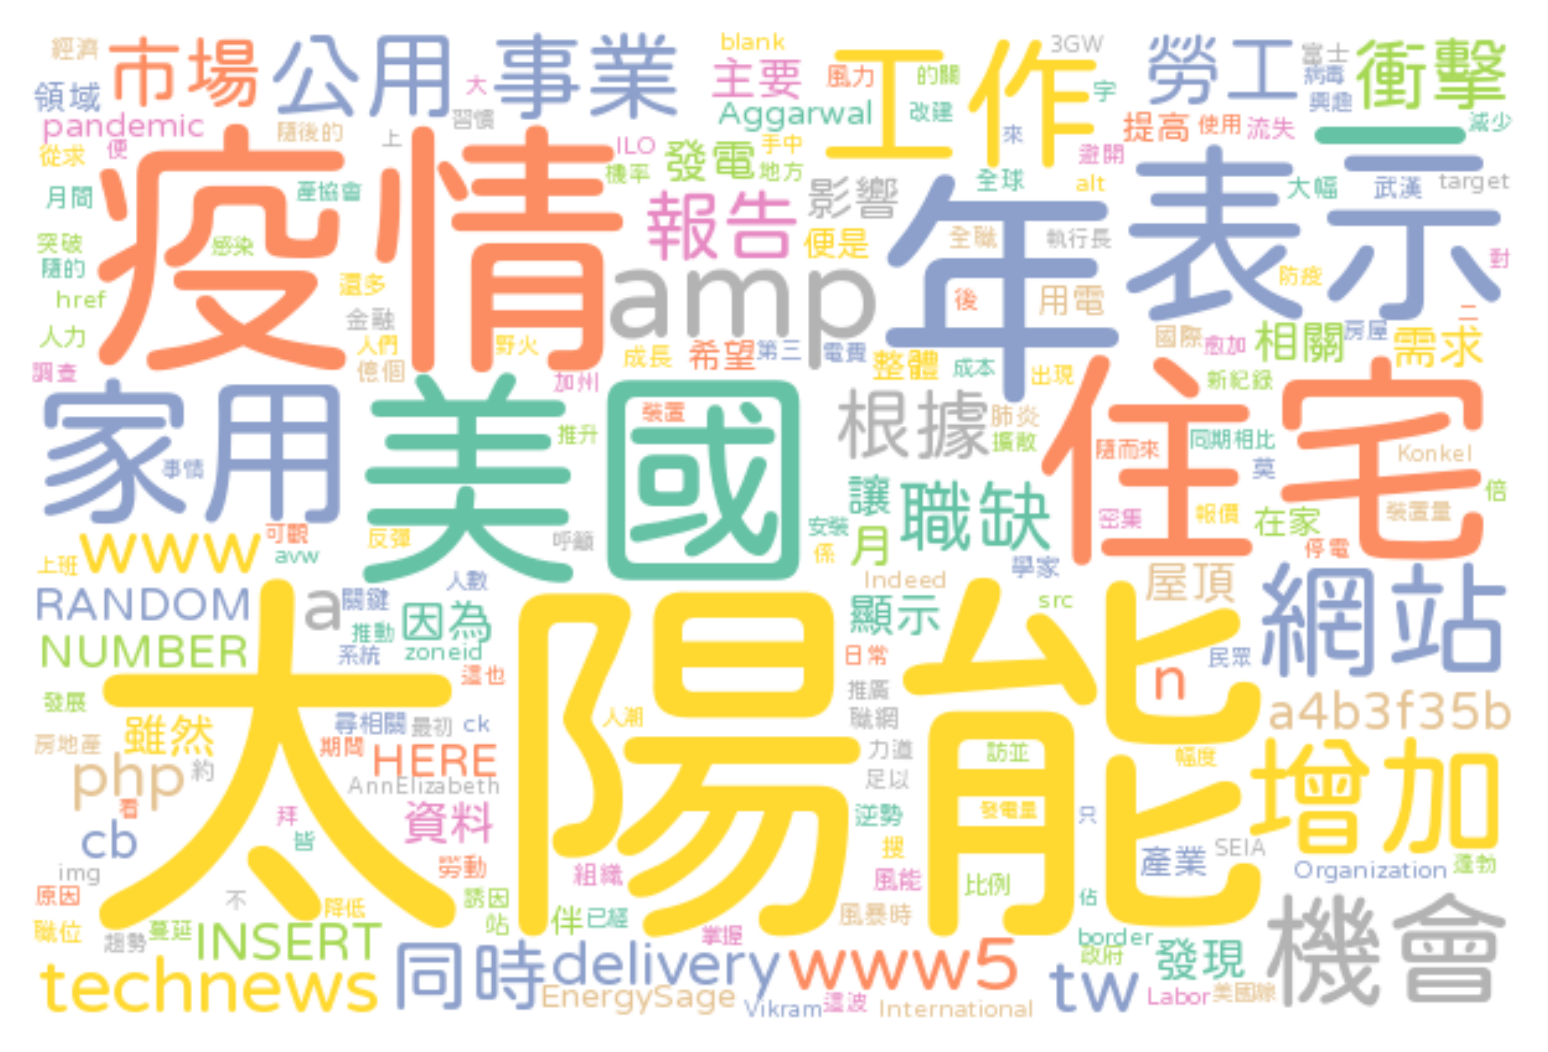 經濟
市場
公用
事業
blank
主要
工作
3GW
勞工
富士
衝擊
領域
大
風力
的關
字
病毒
興趣
pandemic
便
隨後的
上
習慣
Aggarwal
改建
來
提高
使用
流失
減少
從求
疫情
ILO
發電
手中
避開
一
月間
產協會
機率
地方
影響
全球
alt
表示
大幅
武漢
target
突破
隨的
感染
報告
便是
年
全職
執行長
對
href
還多
amp
後
用電
防疫
二
人力
金融
人們
野火
成長
希望
第三
電費
整體
國際
愈加
相關
房屋
需求
調查
億個
加州
成本
出現
新紀錄
家用
美國
裝置
推升
根據
肺炎
擴散
住宅
隨而來
同期相比
Konkel
事情
讓
職缺
莫
倍
密集
報價
在家
裝置量
www
可觀
avw
反彈
呼籲
安裝
係
月
停電
上班
人數
Indeed
學家
屋頂
網站
RANDOM
a
關鍵
因為
太陽能
顯示
src
NUMBER
推動
系統
zoneid
這也
日常
民眾
發展
推廣
n
a4b3f35b
房地產
雖然
尋相關
最初
ck
人潮
職網
php
約
期間
HERE
力道
訪並
幅度
增加
AnnElizabeth
足以
看
cb
拜
皆
資料
逆勢
發電量
只
img
勞動
組織
搜
產業
SEIA
Organization
蓬勃
原因
不
降低
誘因
風能
比例
佔
機會
職位
趨勢
蔓延
INSERT
站
伴
已經
風暴時
掌握
border
政府
發現
technews
同時
delivery
www5
tw
EnergySage
Vikram
這波
International
Labor
美國線